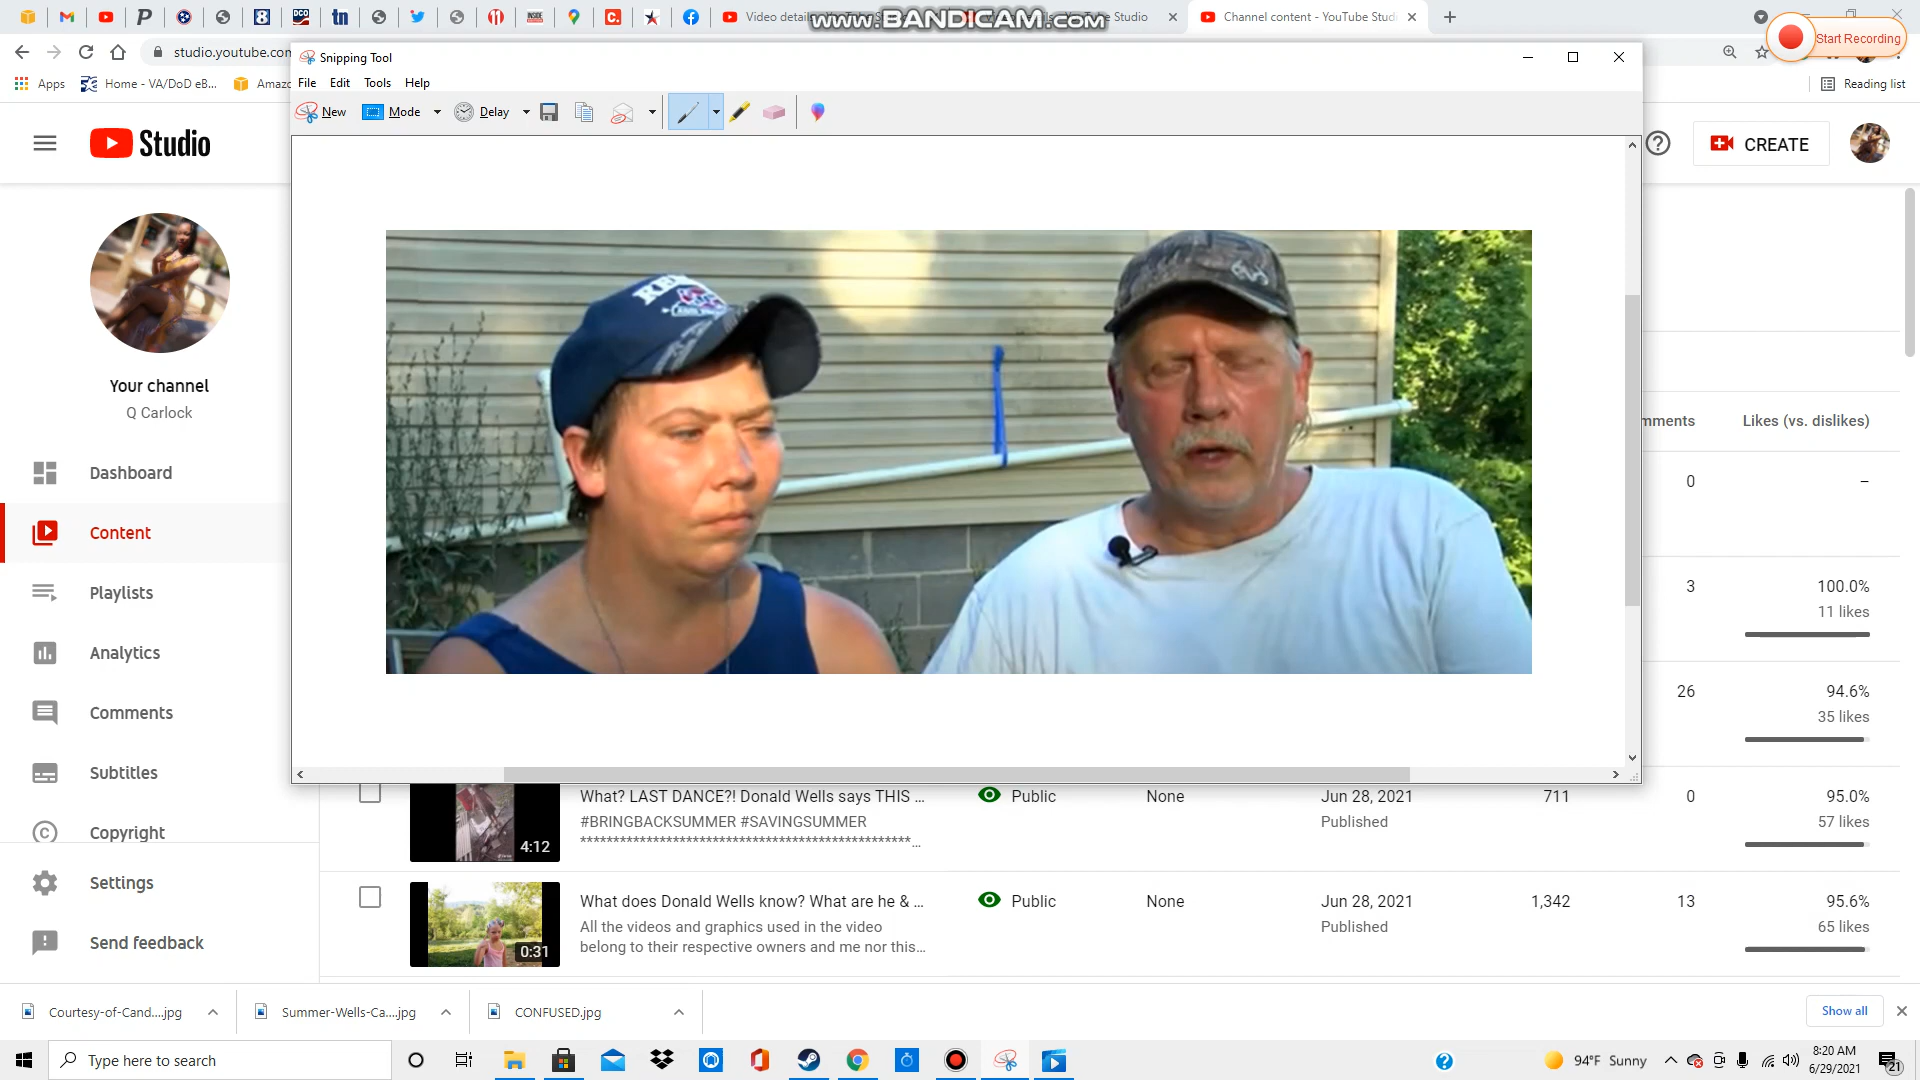 Video details
www.BANDICAM.com
Studio
Channel content - YouTube Stud
Start Recording
studio.youtube.com
Apps
Home - VA/DoD eB...
Amazo
Reading list
Snipping Tool
File
Edit
Tools
Help
New
Mode
Delay
Studio
CREATE
Your channel
Q Carlock
Dashboard
Content
Playlists
Analytics
Comments
Subtitles
Copyright
Settings
Send feedback
mments
Likes (vs. dislikes)
0
–
3
100.0%
11 likes
26
94.6%
35 likes
What? LAST DANCE?! Donald Wells says THIS ...
#BRINGBACKSUMMER #SAVINGSUMMER
**************************************************...
4:12
Public
None
Jun 28, 2021
Published
711
0
95.0%
57 likes
What does Donald Wells know? What are he & ...
All the videos and graphics used in the video
belong to their respective owners and me nor this...
0:31
Public
None
Jun 28, 2021
Published
1,342
13
95.6%
65 likes
Courtesy-of-Cand....jpg
Summer-Wells-Ca....jpg
CONFUSED.jpg
Show all
Type here to search
94°F Sunny
8:20 AM
6/29/2021
21